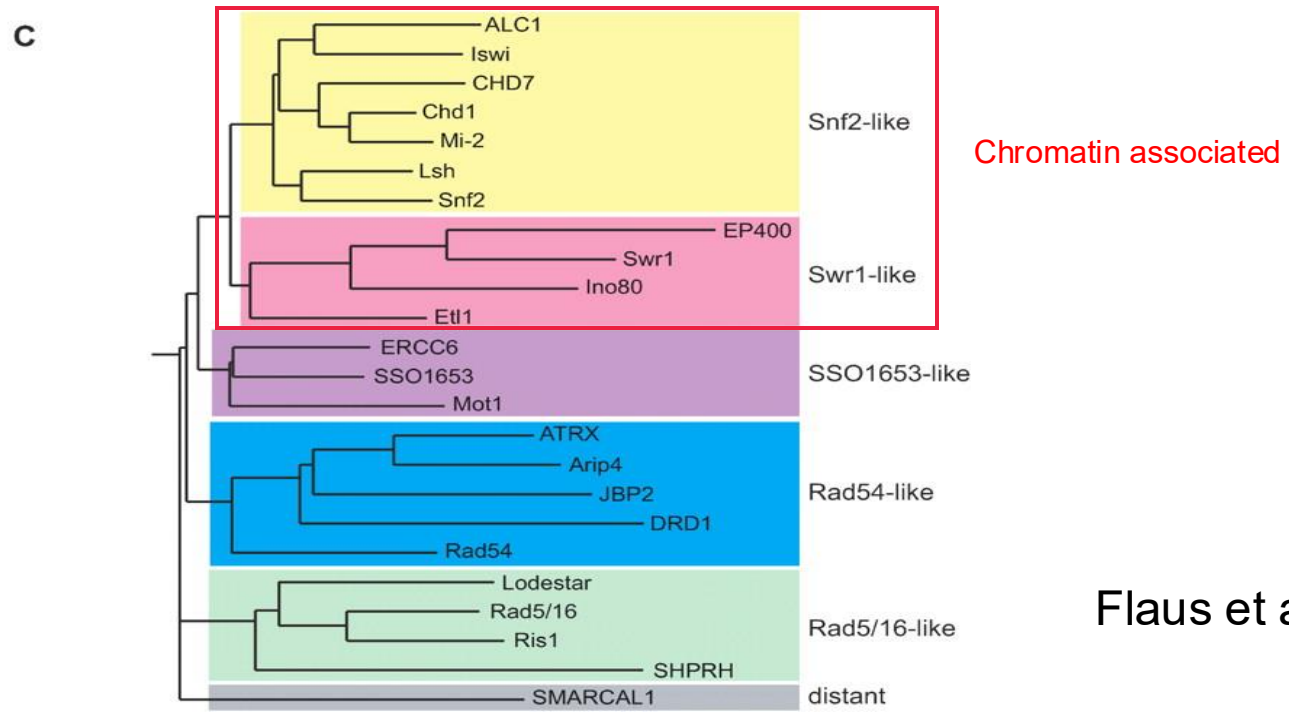 C
ALC1
Iswi
CHD7
Chd1
Mi-2
Lsh
Snf2
Snf2-like
Chromatin associated
EP400
Swr1
Ino80
Etl1
Swr1-like
ERCC6
SSO1653
Mot1
SSO1653-like
ATRX
Arip4
JBP2
DRD1
Rad54
Rad54-like
Lodestar
Rad5/16
Ris1
SHPRH
Rad5/16-like
Flaus et a
SMARCAL1
distant